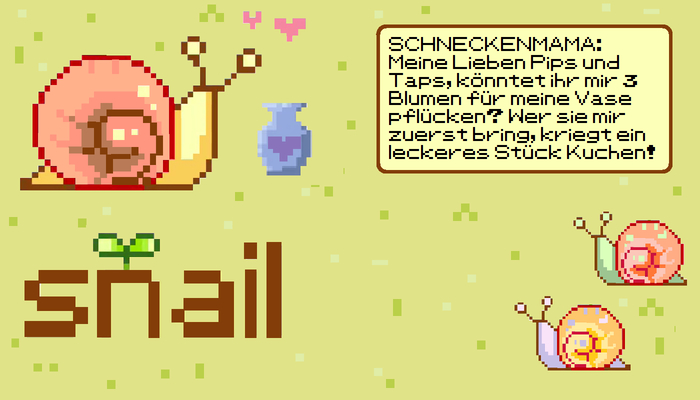 SCHNECKENMAMA:
Meine Lieben Pips und
Taps, könntet ihr mir 3
Blumen für meine Vase
pflücken? Wer sie mir
zuerst bring, kriegt ein
leckeres Stück Kuchen!
snail